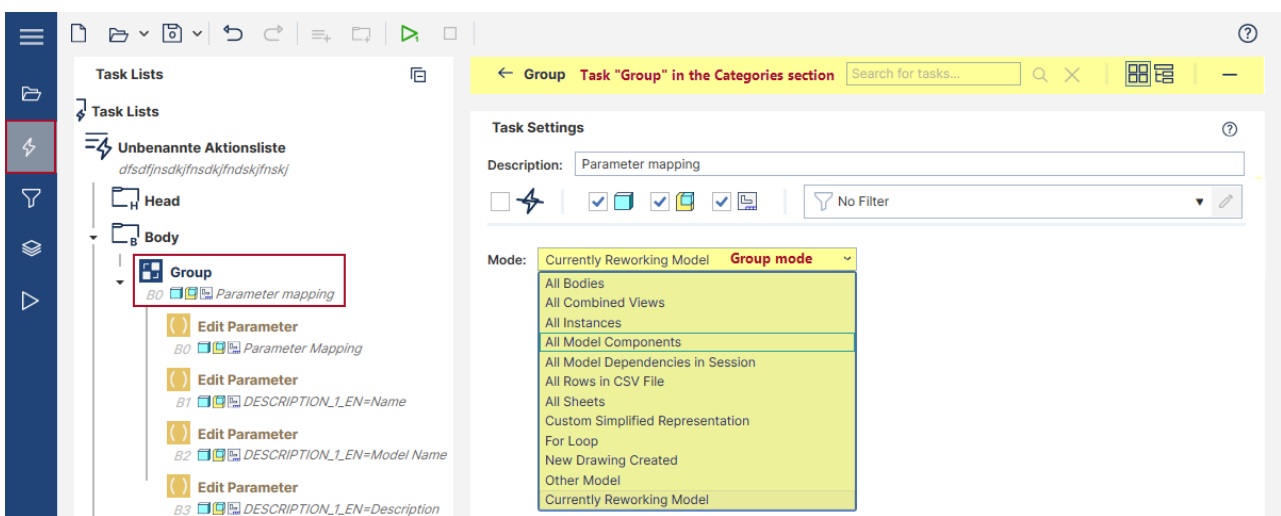 Task Lists
← Group Task "Group" in the Categories section Search for tasks...
Task Lists
Unbenannte Aktionsliste
dfsdfjnsdkjfnsdkjfndskjfnskj
H Head
B Body
Group
B0 Parameter mapping
( ) Edit Parameter
B0 Parameter Mapping
( ) Edit Parameter
B1 DESCRIPTION_1_EN=Name
( ) Edit Parameter
B2 DESCRIPTION_1_EN=Model Name
( ) Edit Parameter
B3 DESCRIPTION_1_EN=Description
Task Settings
Description: Parameter mapping
No Filter
Mode: Currently Reworking Model Group mode
All Bodies
All Combined Views
All Instances
All Model Components
All Model Dependencies in Session
All Rows in CSV File
All Sheets
Custom Simplified Representation
For Loop
New Drawing Created
Other Model
Currently Reworking Model